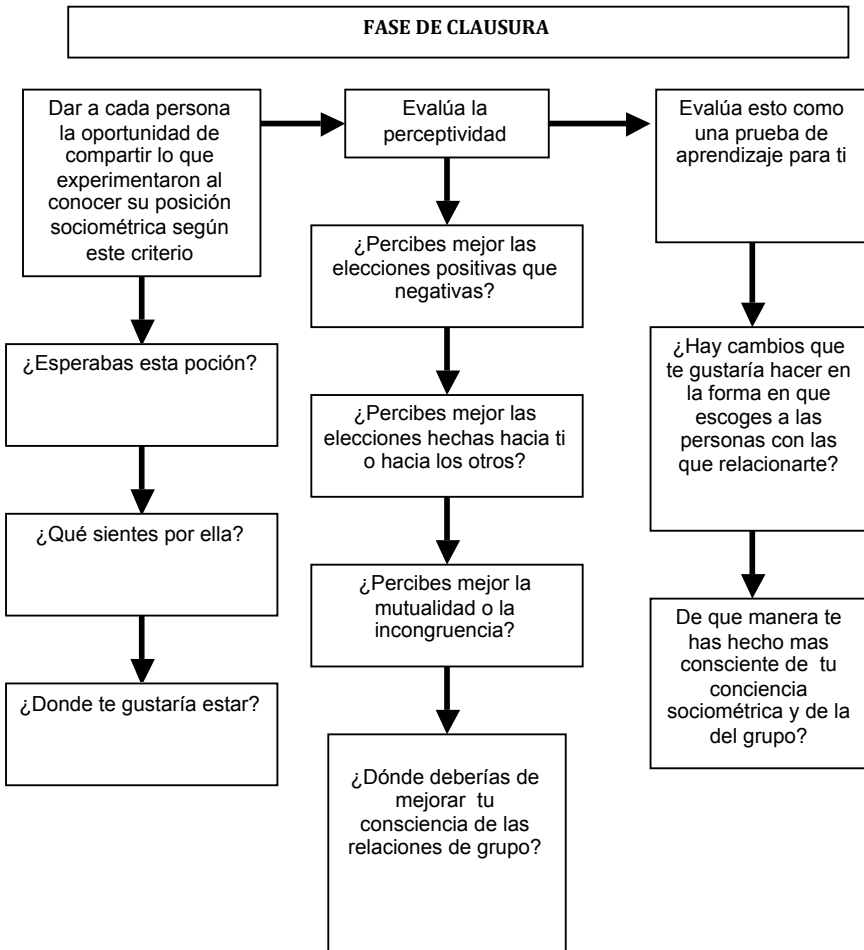 FASE DE CLAUSURA
Dar a cada persona
la oportunidad de
compartir lo que
experimentaron al
conocer su posición
sociométrica según
este criterio
¿Esperabas esta poción?
¿Qué sientes por ella?
¿Donde te gustaría estar?
Evalúa la
perceptividad
¿Percibes mejor las
elecciones positivas que
negativas?
¿Percibes mejor las
elecciones hechas hacia ti
o hacia los otros?
¿Percibes mejor la
mutualidad o la
incongruencia?
¿Dónde deberías de
mejorar tu
consciencia de las
relaciones de grupo?
Evalúa esto como
una prueba de
aprendizaje para ti
¿Hay cambios que
te gustaría hacer en
la forma en que
escoges a las
personas con las
que relacionarte?
De que manera te
has hecho mas
consciente de tu
conciencia
sociométrica y de la
del grupo?